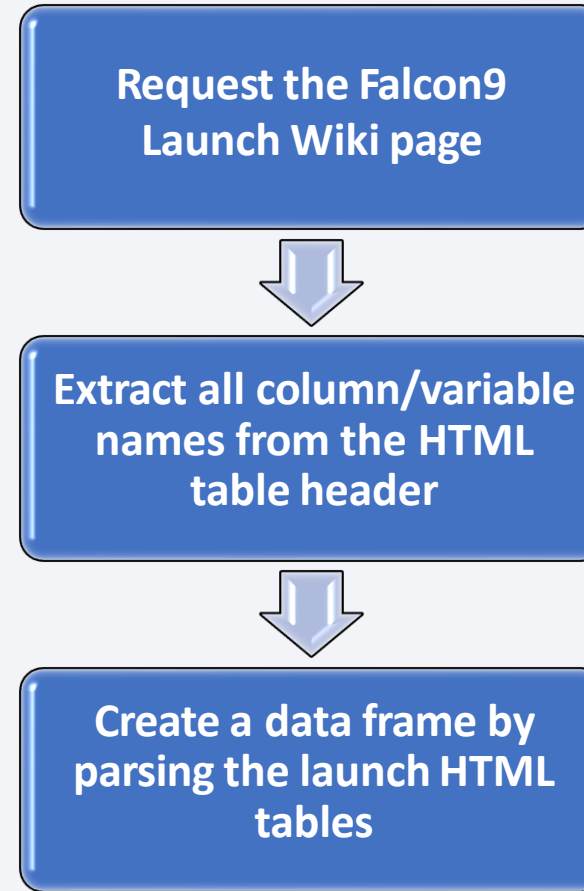 Request the Falcon9
Launch Wiki page
Extract all column/variable
names from the HTML
table header
Create a data frame by
parsing the launch HTML
tables